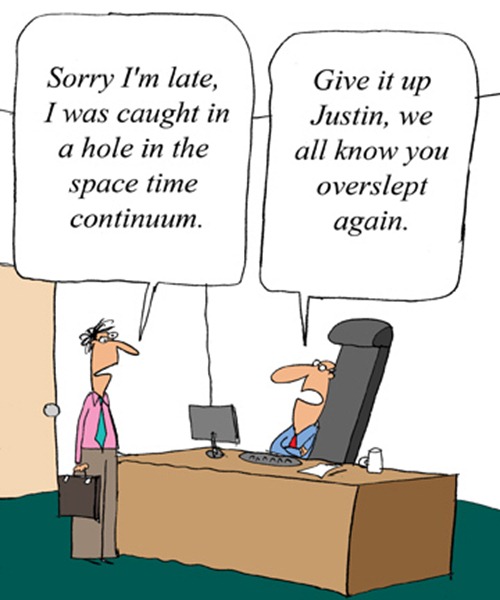 Sorry I'm late,
I was caught in
a hole in the
space time
continuum.
Give it up
Justin, we
all know you
overslept
again.